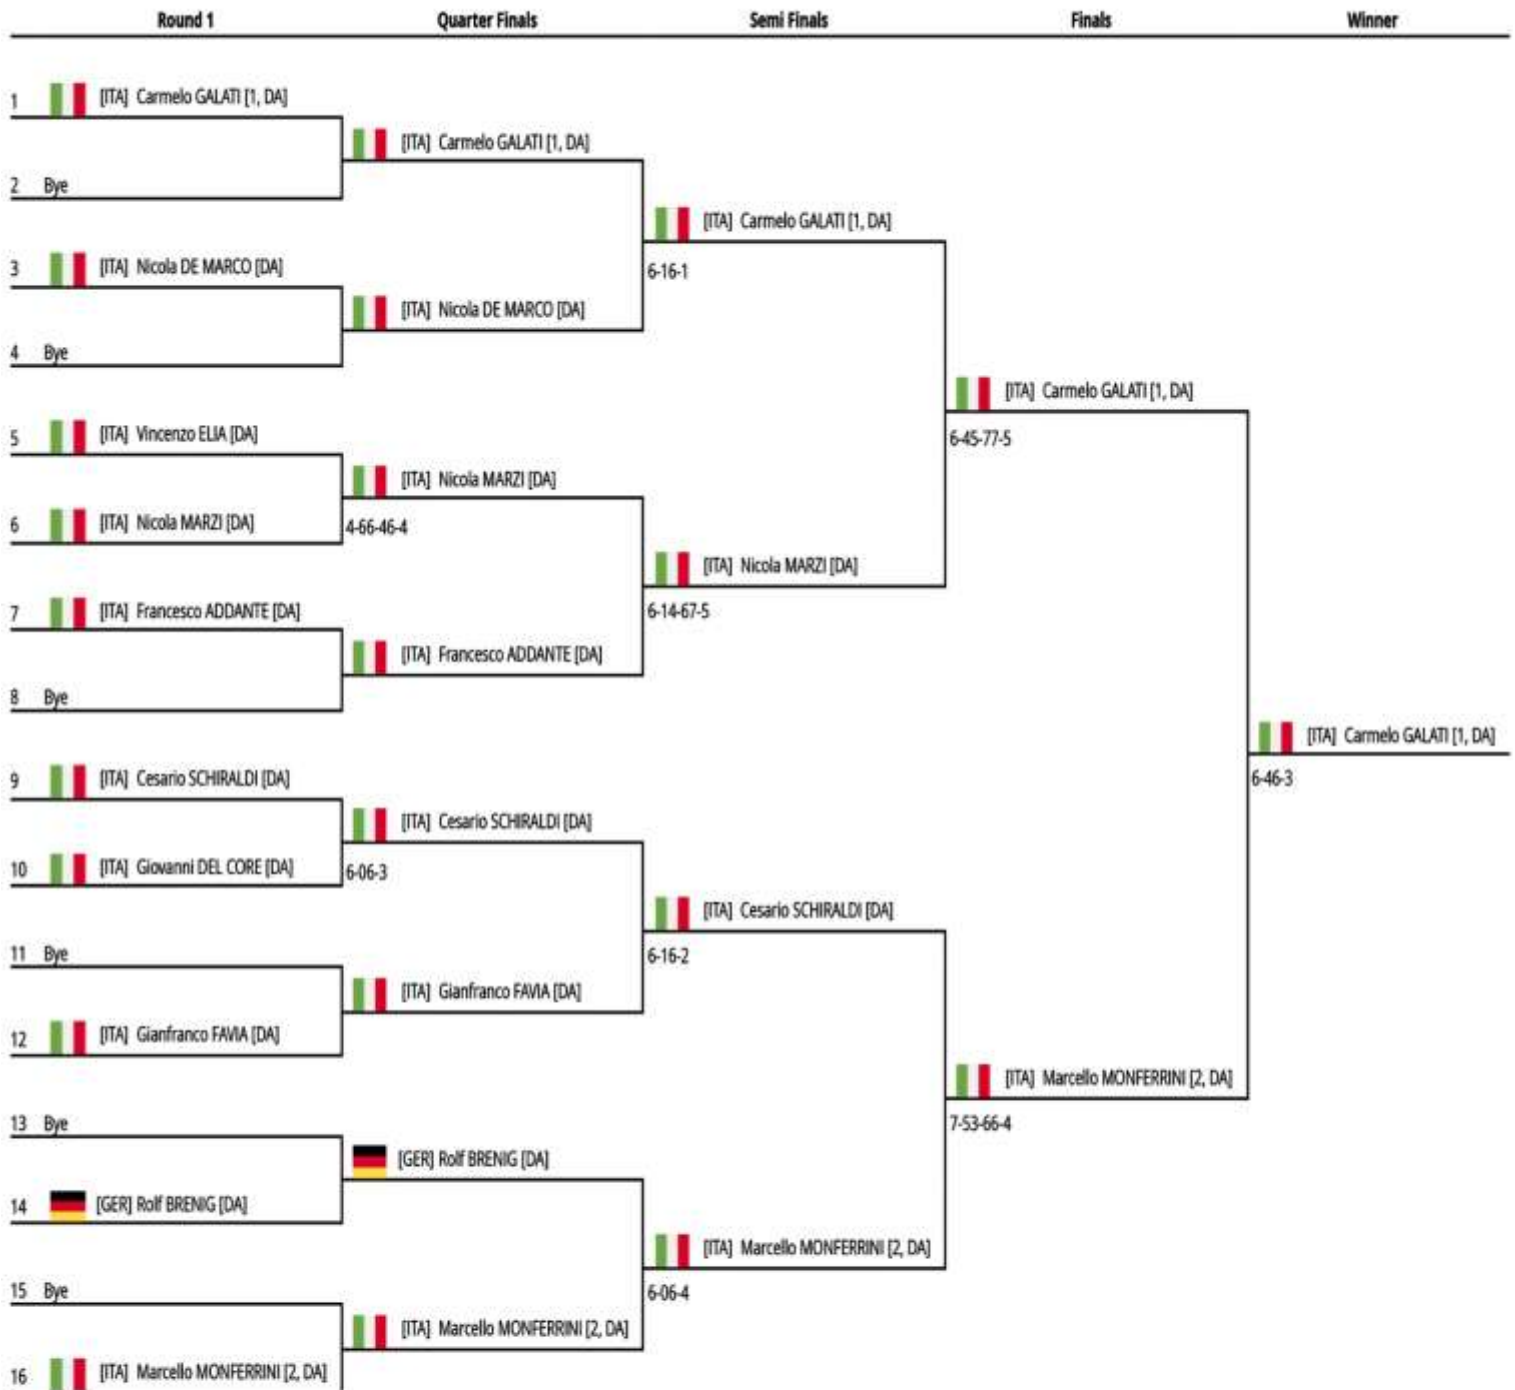 Round 1 Quarter Finals Semi Finals Finals Winner
1 [ITA] Carmelo GALATI [1, DA]
[ITA] Carmelo GALATI [1, DA]
2 Bye
[ITA] Carmelo GALATI [1, DA]
3 [ITA] Nicola DE MARCO [DA]
6-16-1
[ITA] Nicola DE MARCO [DA]
4 Bye
[ITA] Carmelo GALATI [1, DA]
5 [ITA] Vincenzo ELIA [DA]
6-45-77-5
[ITA] Nicola MARZI [DA]
6 [ITA] Nicola MARZI [DA]
4-66-46-4
[ITA] Nicola MARZI [DA]
7 [ITA] Francesco ADDANTE [DA]
6-14-67-5
[ITA] Francesco ADDANTE [DA]
8 Bye
[ITA] Carmelo GALATI [1, DA]
9 [ITA] Cesario SCHIRALDI [DA]
6-46-3
[ITA] Cesario SCHIRALDI [DA]
10 [ITA] Giovanni DEL CORE [DA]
6-06-3
[ITA] Cesario SCHIRALDI [DA]
11 Bye
6-16-2
[ITA] Gianfranco FAVIA [DA]
12 [ITA] Gianfranco FAVIA [DA]
[ITA] Marcello MONFERRINI [2, DA]
13 Bye
7-53-66-4
[GER] Rolf BRENIG [DA]
14 [GER] Rolf BRENIG [DA]
[ITA] Marcello MONFERRINI [2, DA]
15 Bye
6-06-4
[ITA] Marcello MONFERRINI [2, DA]
16 [ITA] Marcello MONFERRINI [2, DA]